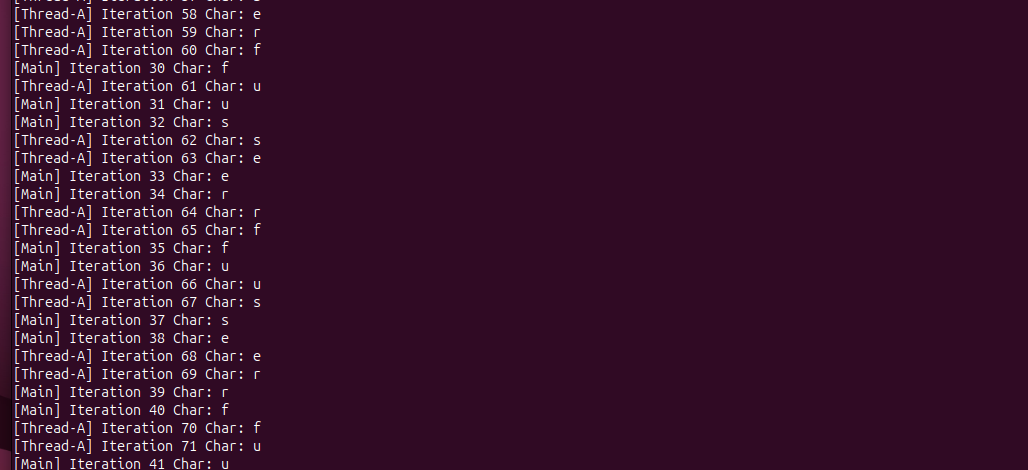 [Thread-A] Iteration 58 Char: e
[Thread-A] Iteration 59 Char: r
[Thread-A] Iteration 60 Char: f
[Main] Iteration 30 Char: f
[Thread-A] Iteration 61 Char: u
[Main] Iteration 31 Char: u
[Main] Iteration 32 Char: s
[Thread-A] Iteration 62 Char: s
[Thread-A] Iteration 63 Char: e
[Main] Iteration 33 Char: e
[Main] Iteration 34 Char: r
[Thread-A] Iteration 64 Char: r
[Thread-A] Iteration 65 Char: f
[Main] Iteration 35 Char: f
[Main] Iteration 36 Char: u
[Thread-A] Iteration 66 Char: u
[Thread-A] Iteration 67 Char: s
[Main] Iteration 37 Char: s
[Main] Iteration 38 Char: e
[Thread-A] Iteration 68 Char: e
[Thread-A] Iteration 69 Char: r
[Main] Iteration 39 Char: r
[Main] Iteration 40 Char: f
[Thread-A] Iteration 70 Char: f
[Thread-A] Iteration 71 Char: u
[Main] Iteration 41 Char: u